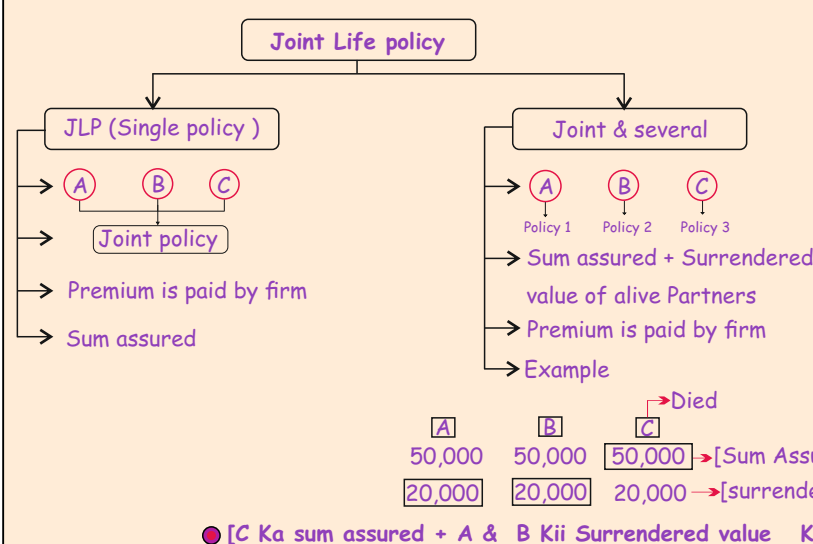 Joint Life policy
JLP (Single policy )
A B C
Joint policy
Premium is paid by firm
Sum assured
Joint & several
A B C
Policy 1 Policy 2 Policy 3
Sum assured + Surrendered
value of alive Partners
Premium is paid by firm
Example
Died
A B C
50,000 50,000 50,000 [Sum
20,000 20,000 20,000
[C Ka sum assured + A & B Kii Surrendered value